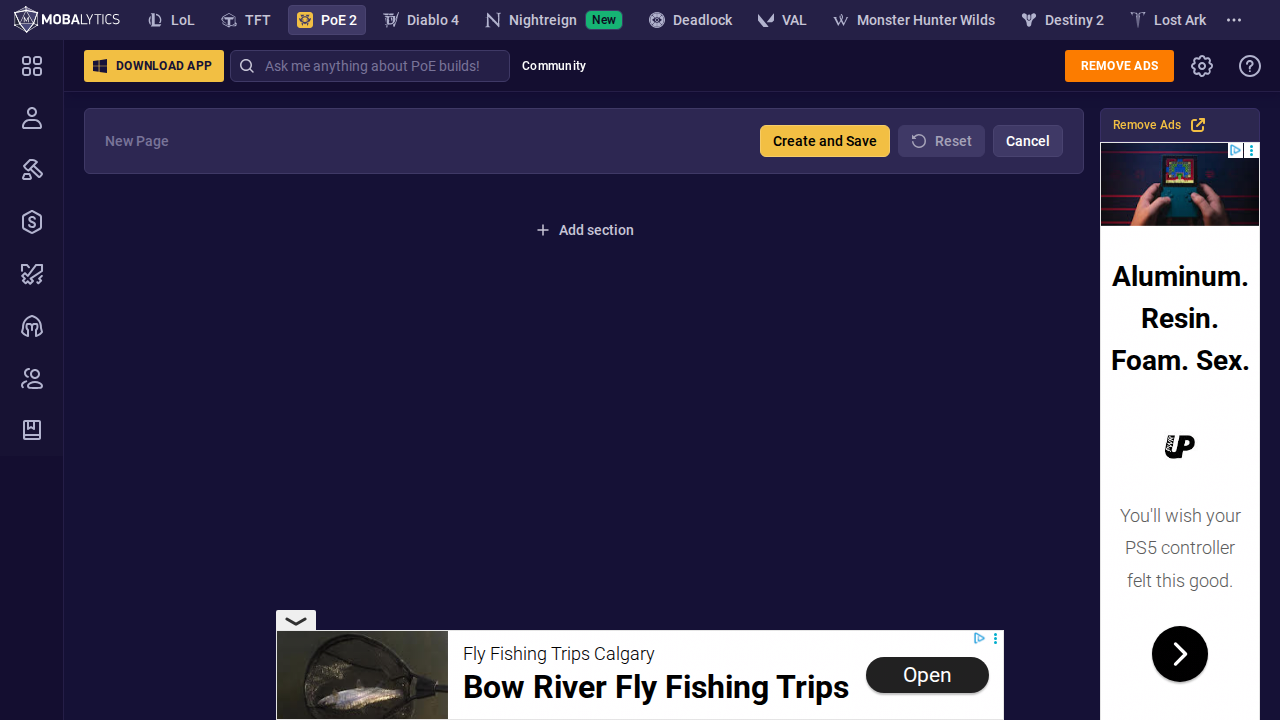 MOBALYTICS
LoL
TFT
PoE 2
Diablo 4
Nightreign
New
Deadlock
VAL
Monster Hunter Wilds
Destiny 2
Lost Ark
DOWNLOAD APP
Ask me anything about PoE builds!
Community
REMOVE ADS
New Page
Create and Save
Reset
Cancel
Remove Ads
Add section
Aluminum.
Resin.
Foam. Sex.
You'll wish your
PS5 controller
felt this good.
Fly Fishing Trips Calgary
Bow River Fly Fishing Trips
Open